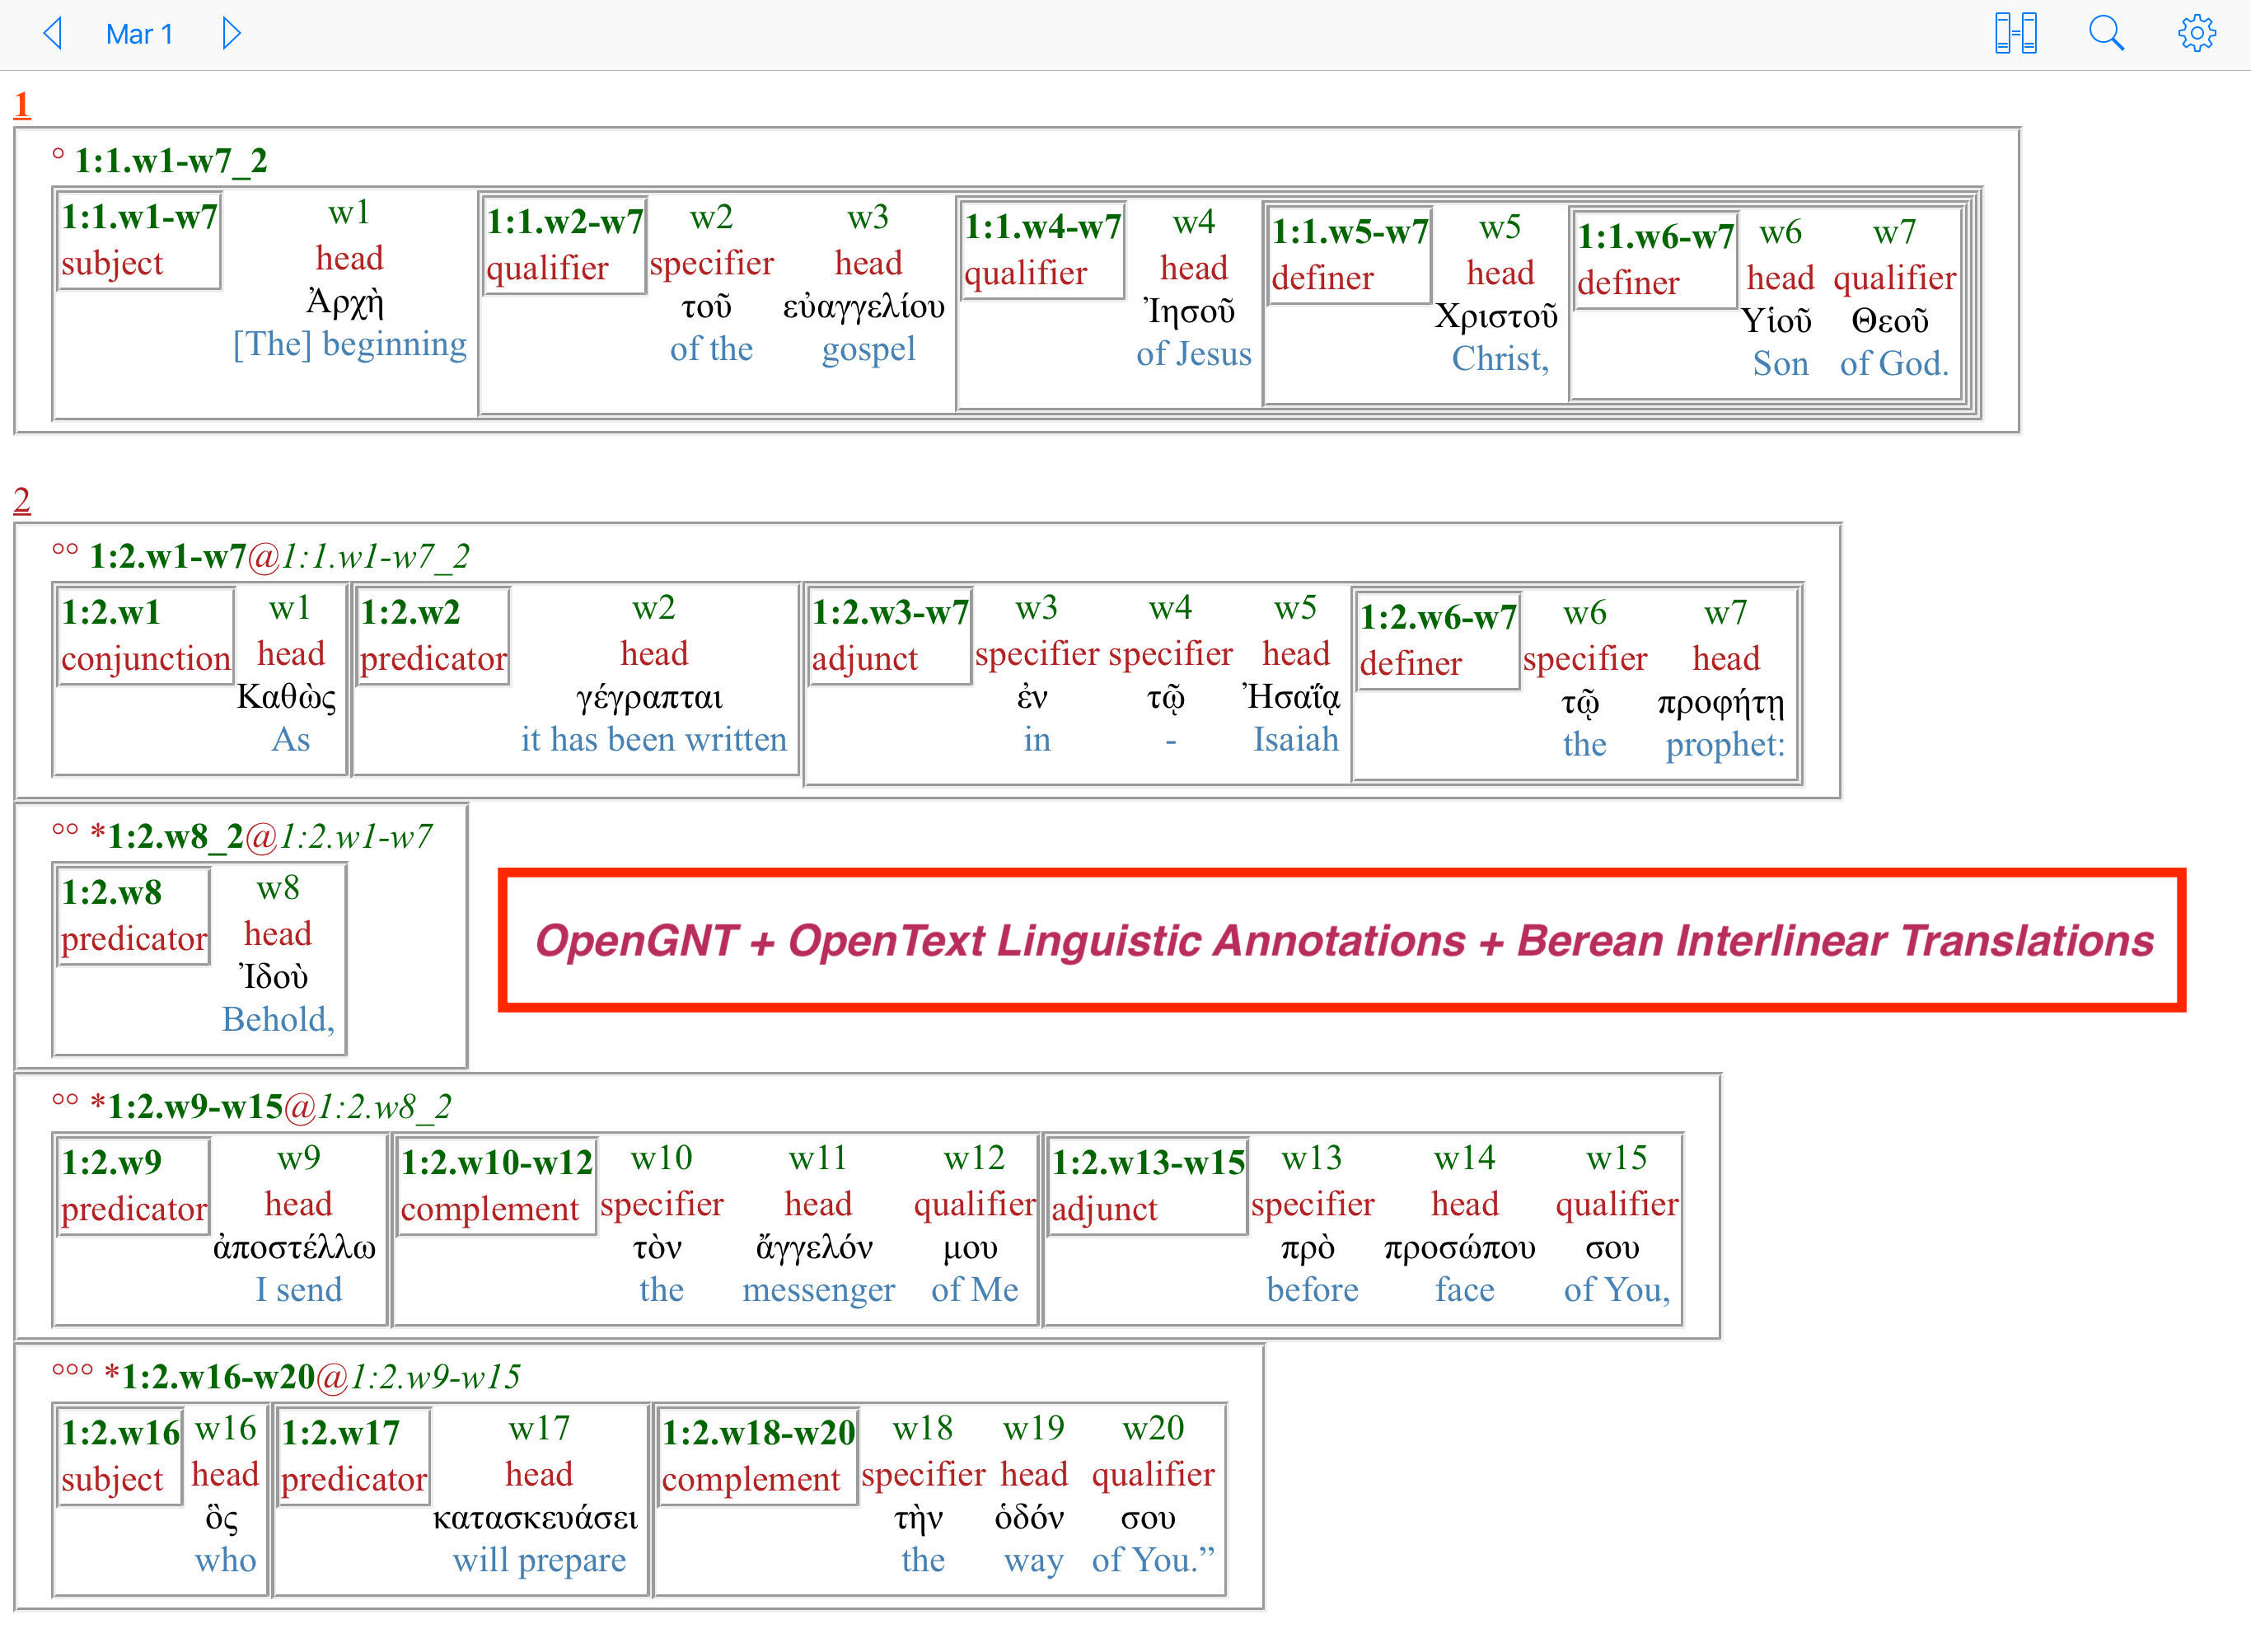 Mar 1
1
° 1:1.w1-w7_2
1:1.w1-w7 w1 1:1.w2-w7 w2 w3 1:1.w4-w7 w4 1:1.w5-w7 w5 1:1.w6-w7 w6 w7
subject head qualifier specifier head qualifier head definer head definer head qualifier
Ἀρχὴ τοῦ εὐαγγελίου Ἰησοῦ Χριστοῦ Υἱοῦ Θεοῦ
[The] beginning of the gospel of Jesus Christ, Son of God.
2
°° 1:2.w1-w7@1:1.w1-w7_2
1:2.w1 w1 1:2.w2 w2 1:2.w3-w7 w3 w4 w5 1:2.w6-w7 w6 w7
conjunction head predicator head adjunct specifier specifier head definer specifier head
Καθὼς γέγραπται ἐν τῷ Ἠσαΐᾳ τῷ προφήτῃ
As it has been written in - Isaiah the prophet:
°° *1:2.w8_2@1:2.w1-w7
1:2.w8 w8
predicator head
Ἰδοὺ
Behold,
OpenGNT + OpenText Linguistic Annotations + Berean Interlinear Translations
°° *1:2.w9-w15@1:2.w8_2
1:2.w9 w9 1:2.w10-w12 w10 w11 w12 1:2.w13-w15 w13 w14 w15
predicator head complement specifier head qualifier adjunct specifier head qualifier
ἀποστέλλω τὸν ἄγγελόν μου πρὸ προσώπου σου
I send the messenger of Me before face of You,
°°° *1:2.w16-w20@1:2.w9-w15
1:2.w16 w16 1:2.w17 w17 1:2.w18-w20 w18 w19 w20
subject head predicator head complement specifier head qualifier
ὃς κατασκευάσει τὴν ὁδόν σου
who will prepare the way of You.”